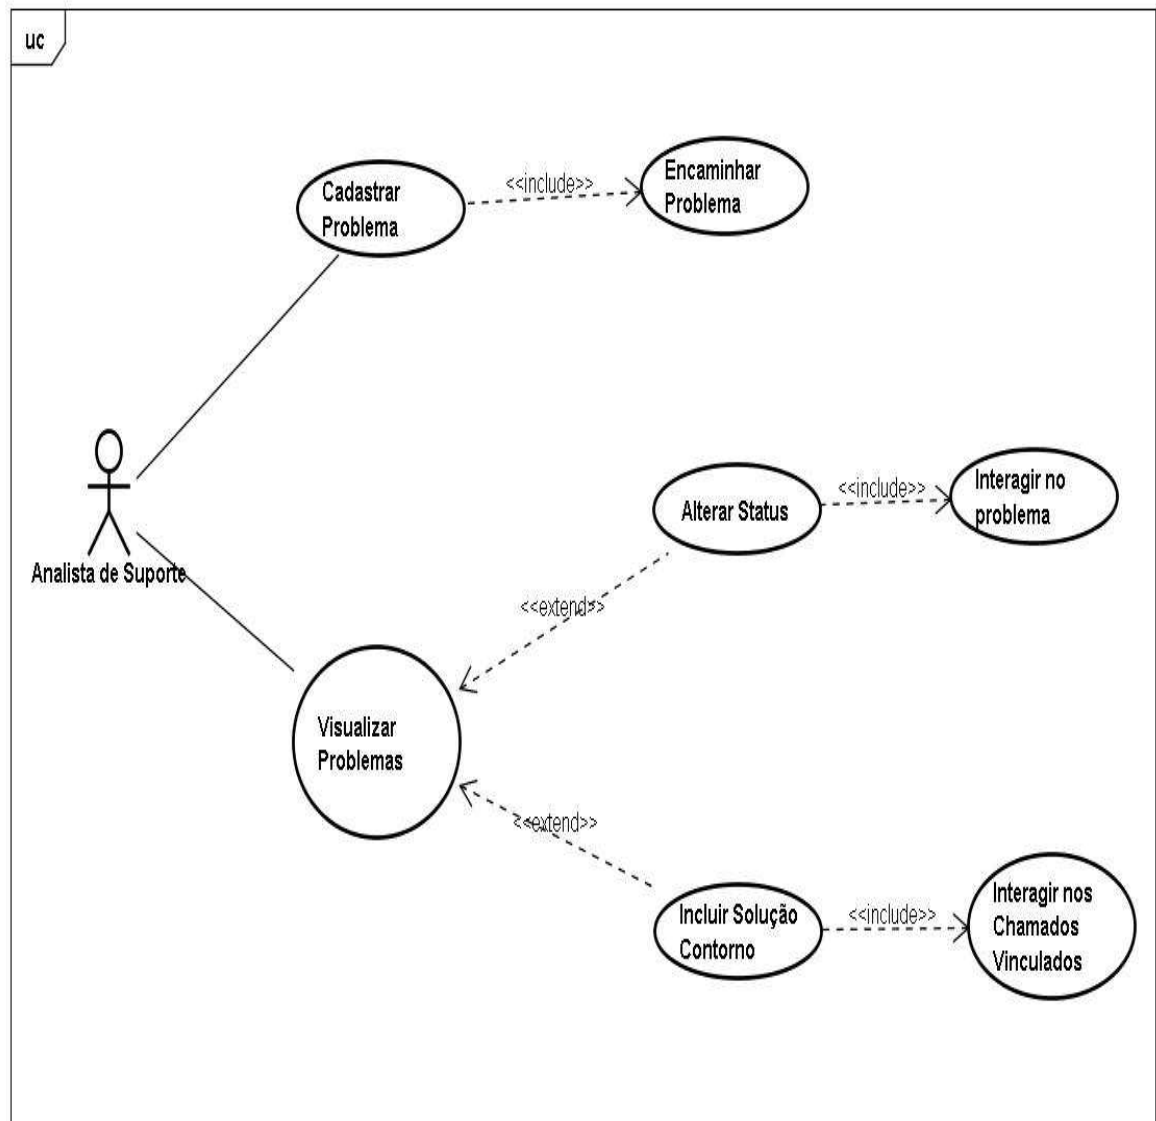 uc
Cadastrar
Problema
<<include>>
Encaminhar
Problema
Analista de Suporte
Alterar Status
<<include>>
Interagir no
problema
<<extend>>
Visualizar
Problemas
<<extend>>
Incluir Solução
Contorno
<<include>>
Interagir nos
Chamados
Vinculados